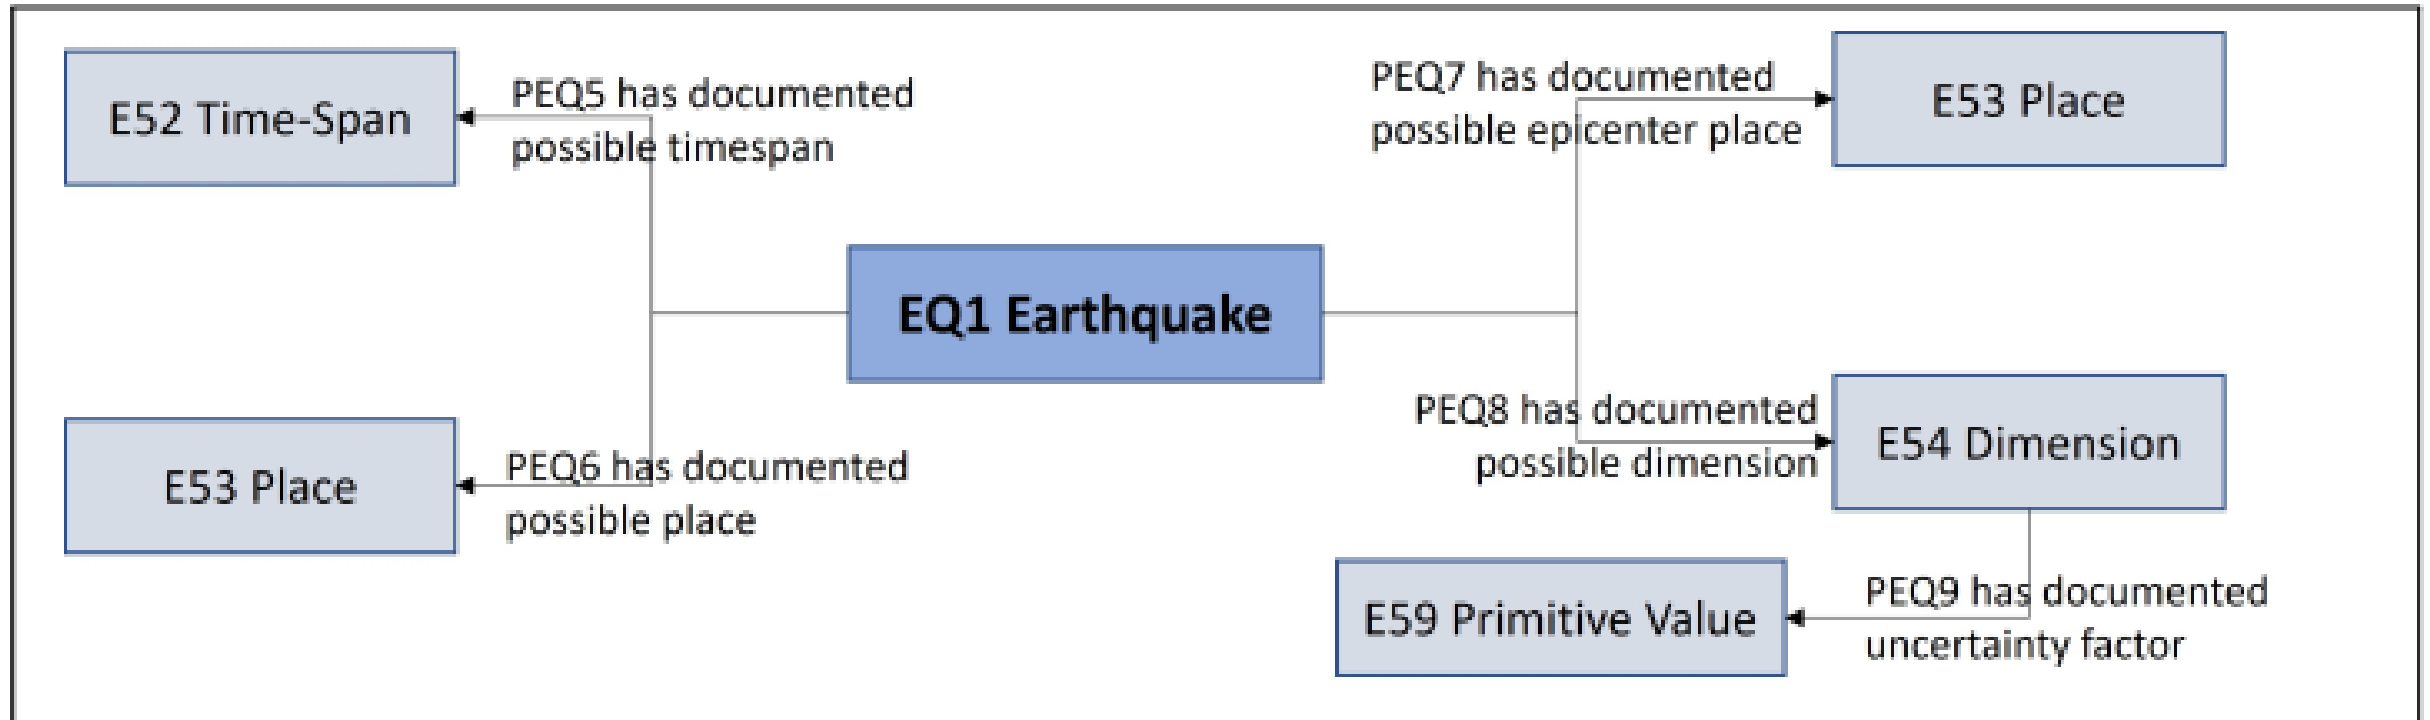 E52 Time-Span
PEQ5 has documented
possible timespan
PEQ7 has documented
possible epicenter place
E53 Place
EQ1 Earthquake
E53 Place
PEQ6 has documented
possible place
PEQ8 has documented
possible dimension
E54 Dimension
E59 Primitive Value
PEQ9 has documented
uncertainty factor